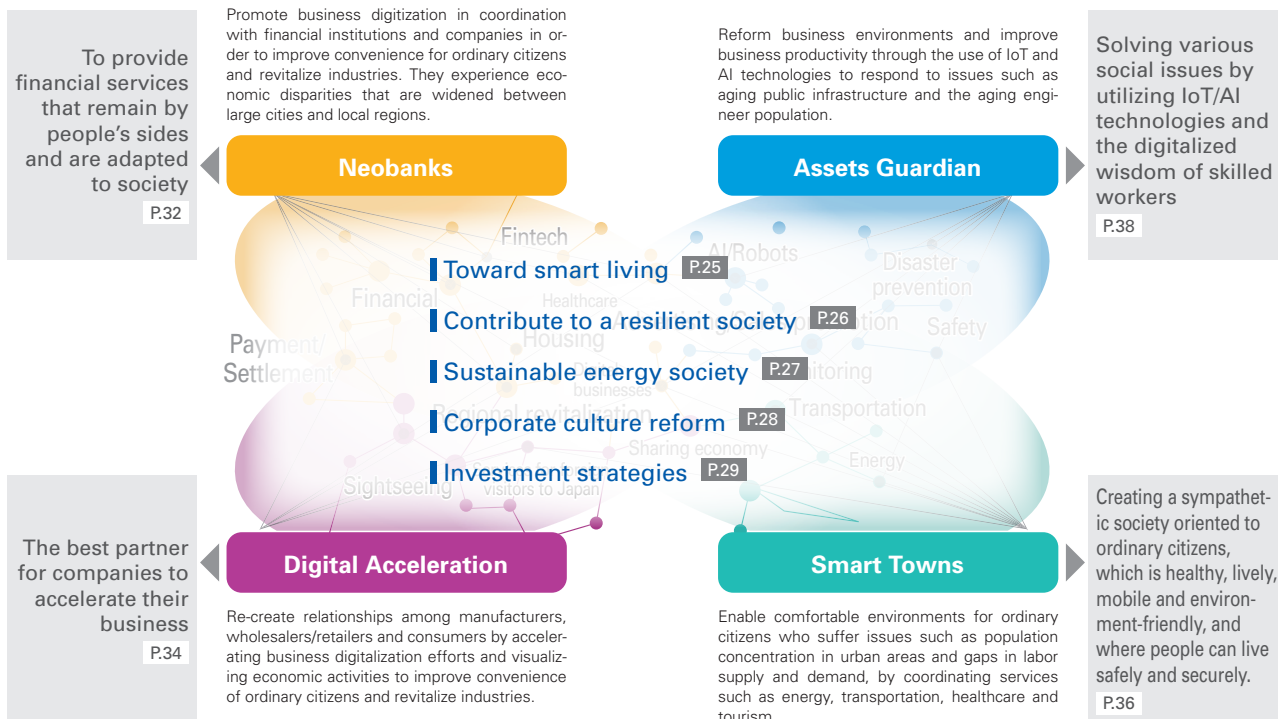 To provide
financial services
that remain by
people's sides
and are adapted
to society
P.32
Promote business digitization in coordination
with financial institutions and companies in or-
der to improve convenience for ordinary citizens
and revitalize industries. They experience eco-
nomic disparities that are widened between
large cities and local regions.
Neobanks
Reform business environments and improve
business productivity through the use of IoT and
AI technologies to respond to issues such as
aging public infrastructure and the aging engi-
neer population.
Assets Guardian
Solving various
social issues by
utilizing IoT/AI
technologies and
the digitalized
wisdom of skilled
workers
P.38
Fintech
AI/Robots
Disaster
prevention
Toward smart living P.25
Financial
Healthcare
Contribute to a resilient society P.26
Safety
Housing
Payment/
Settlement
Sustainable energy society P.27
businesses
Regional revitalization
Transportation
Corporate culture reform P.28
Sharing economy
Energy
Investment strategies P.29
Sightseeing
visitors to Japan
The best partner
for companies to
accelerate their
business
P.34
Digital Acceleration
Re-create relationships among manufacturers,
wholesalers/retailers and consumers by acceler-
ating business digitalization efforts and visualiz-
ing economic activities to improve convenience
of ordinary citizens and revitalize industries.
Smart Towns
Enable comfortable environments for ordinary
citizens who suffer issues such as population
concentration in urban areas and gaps in labor
supply and demand, by coordinating services
such as energy, transportation, healthcare and
tourism
Creating a sympathet-
ic society oriented to
ordinary citizens,
which is healthy, lively,
mobile and environ-
ment-friendly, and
where people can live
safely and securely.
P.36